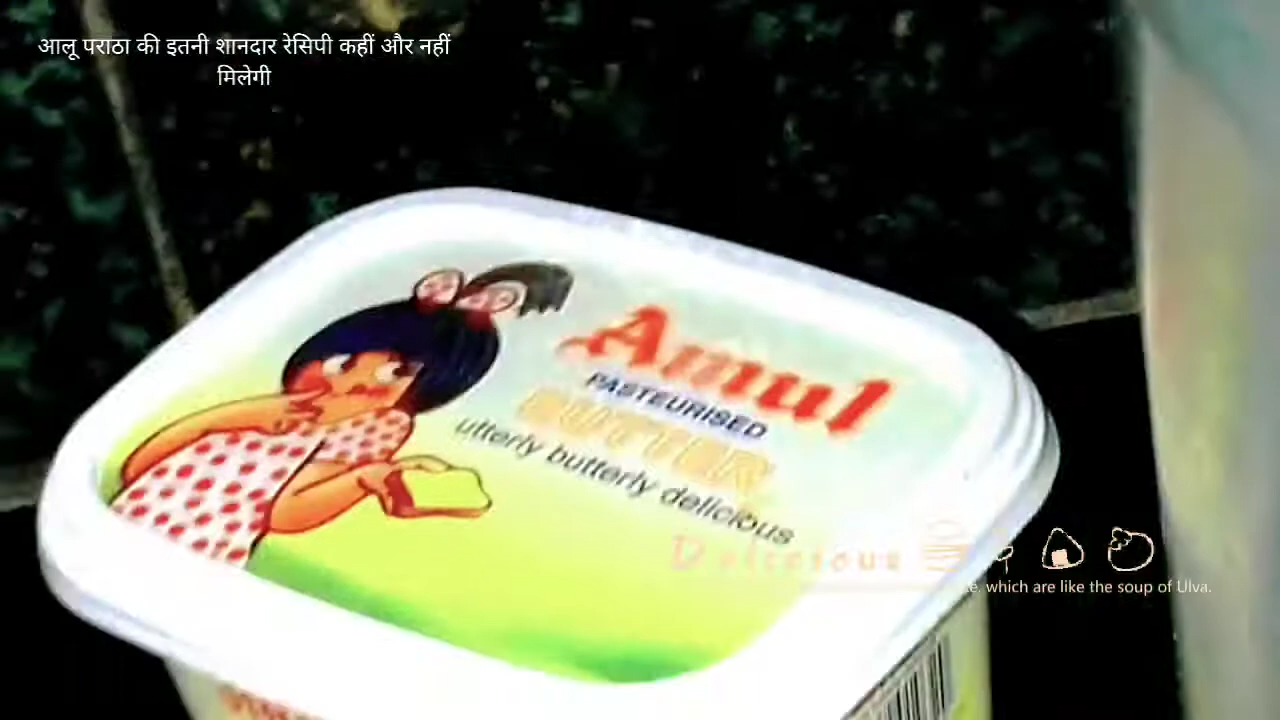 आलू पराठा की इतनी शानदार रेसिपी कहीं और नहीं
मिलेगी
Amul
PASTEURISED
BUTTER
utterly butterly delicious
which are like the soup of Ulva.